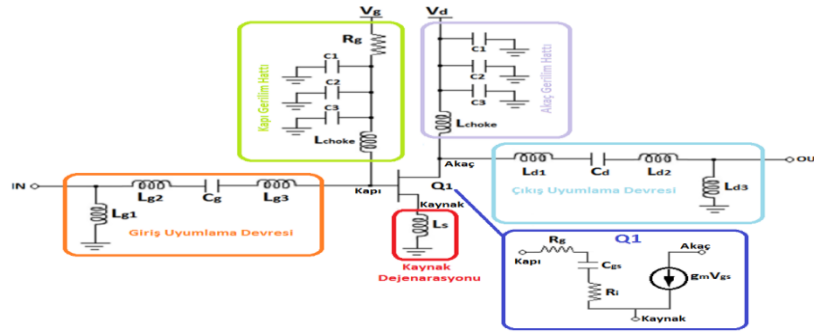 Vg
Vd
Kapı Gerilim Hattı
Rg
C1
C2
C3
Lchoke
C1
C2
C3
Lchoke
Akaç Gerilim Hattı
IN
Lg1
Lg2
Cg
Lg3
Giriş Uyumlama Devresi
Kapı
Akaç
Q1
Kaynak
Ls
Kaynak
Dejenarasyonu
Ld1
Cd
Ld2
Ld3
OU
Çıkış Uyumlama Devresi
Q1
Rg
Kapı
Cgs
Ri
Akaç
gmVgs
Kaynak